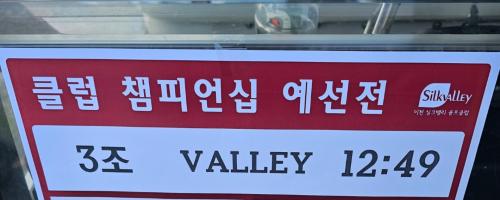 클럽 챔피언십 예선전
SilkVALLEY
이천 실크밸리 골프클럽
3조 VALLEY 12:49